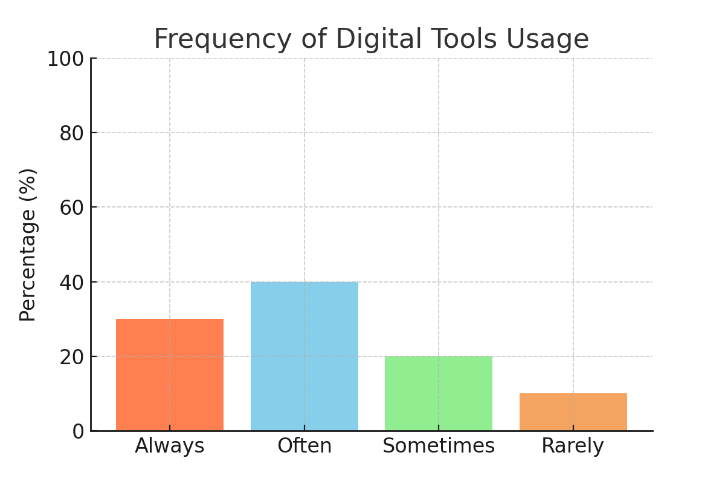 Frequency of Digital Tools Usage
Percentage (%)
100
80
60
40
20
0
Always Often Sometimes Rarely